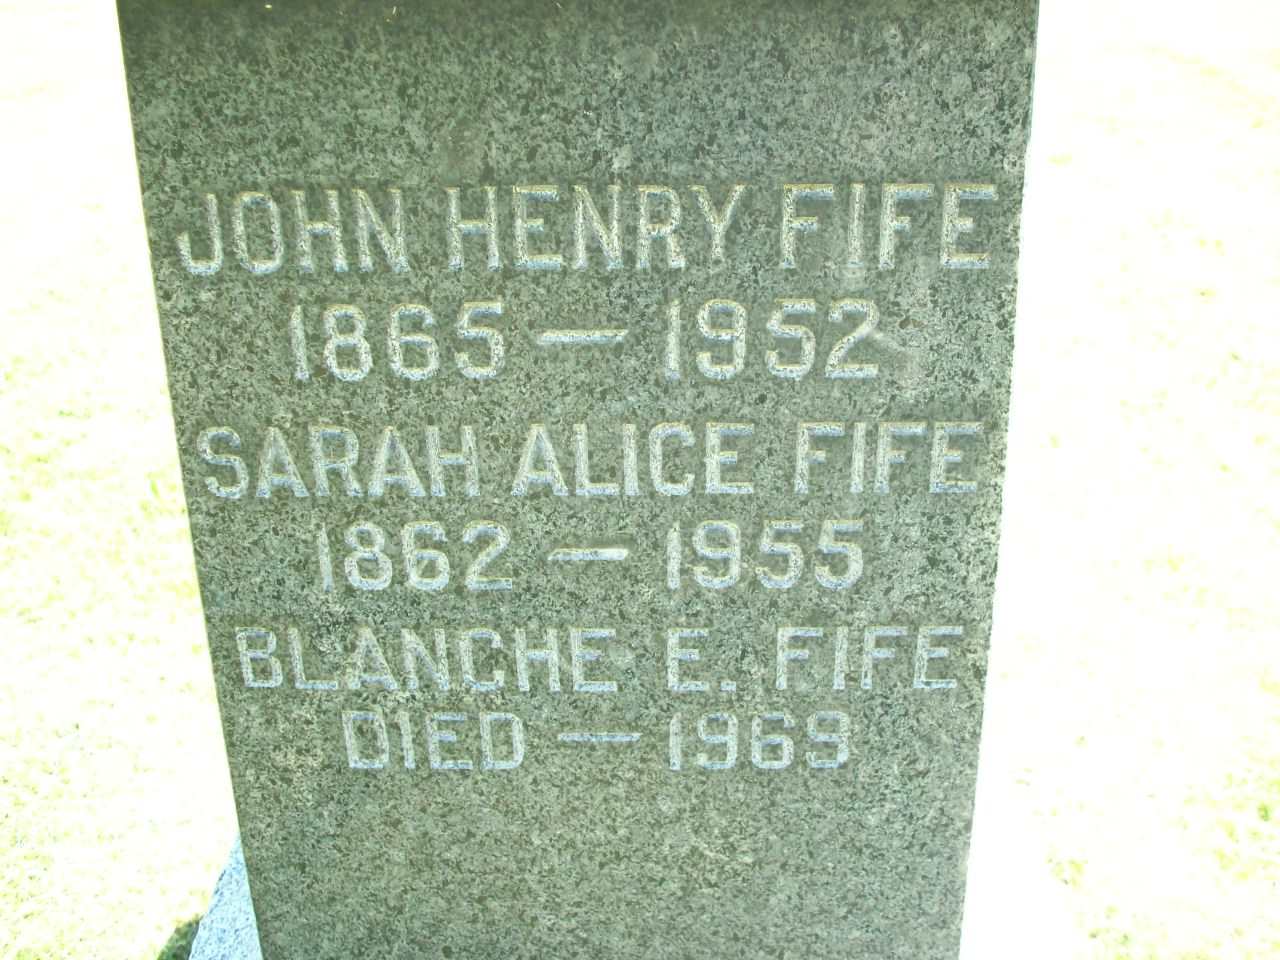 JOHN HENRY FIFE
1865 — 1952
SARAH ALICE FIFE
1862 — 1955
BLANCHE E. FIFE
DIED — 1969